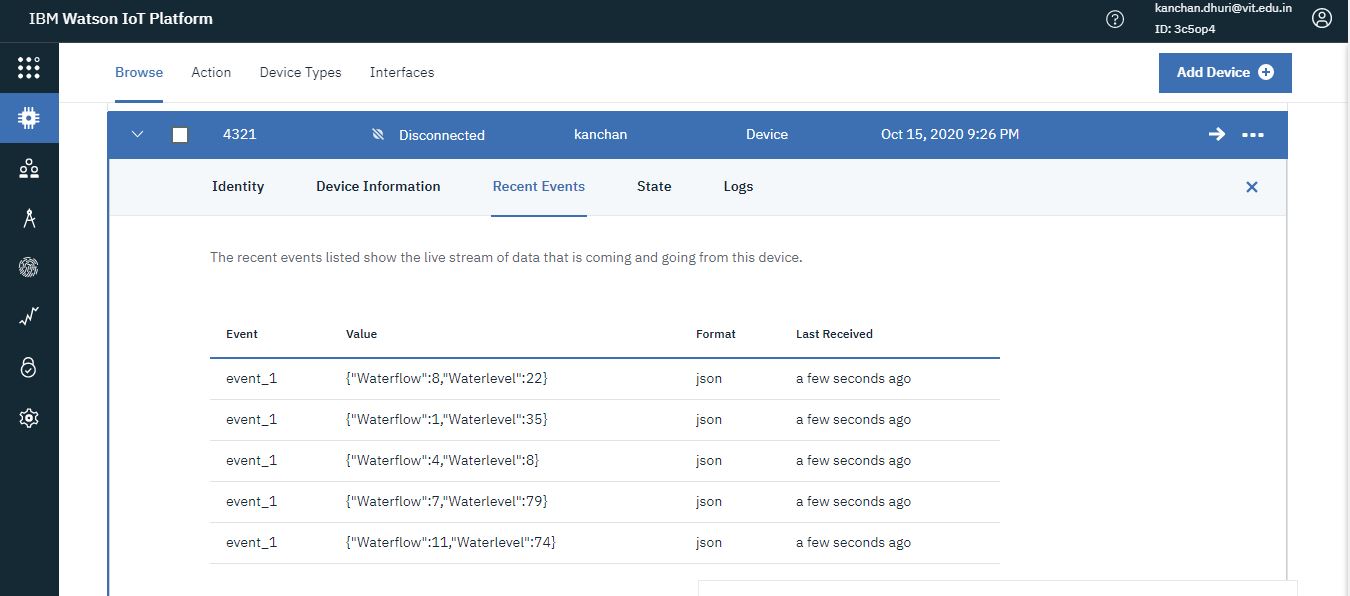 IBM Watson IoT Platform
kanchan.dhuri@vit.edu.in
ID: 3c5op4
Browse Action Device Types Interfaces
Add Device
4321 Disconnected kanchan Device Oct 15, 2020 9:26 PM
Identity Device Information Recent Events State Logs
The recent events listed show the live stream of data that is coming and going from this device.
Event Value Format Last Received
event_1 {"Waterflow":8,"Waterlevel":22} json a few seconds ago
event_1 {"Waterflow":1,"Waterlevel":35} json a few seconds ago
event_1 {"Waterflow":4,"Waterlevel":8} json a few seconds ago
event_1 {"Waterflow":7,"Waterlevel":79} json a few seconds ago
event_1 {"Waterflow":11,"Waterlevel":74} json a few seconds ago